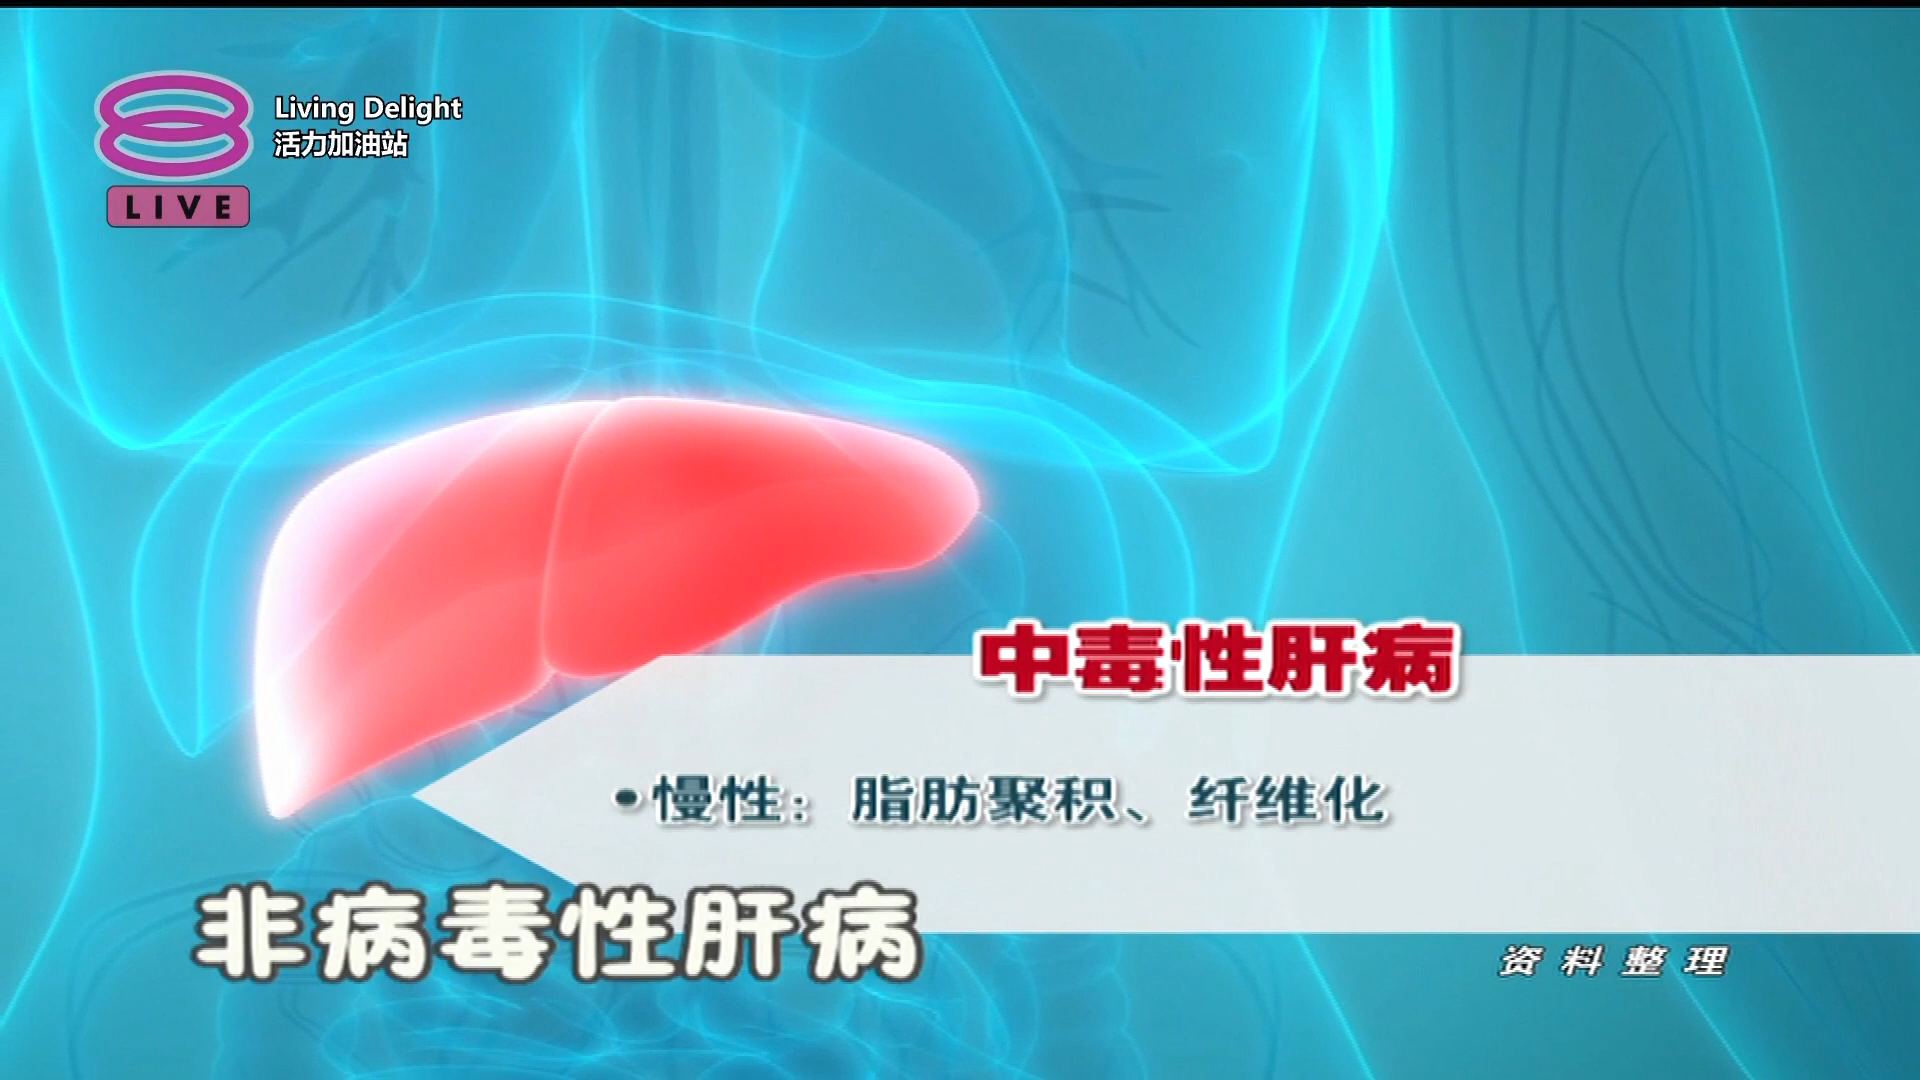 Living Delight
活力加油站
LIVE
中毒性肝病
•慢性：脂肪聚积、纤维化
非病毒性肝病
资料整理